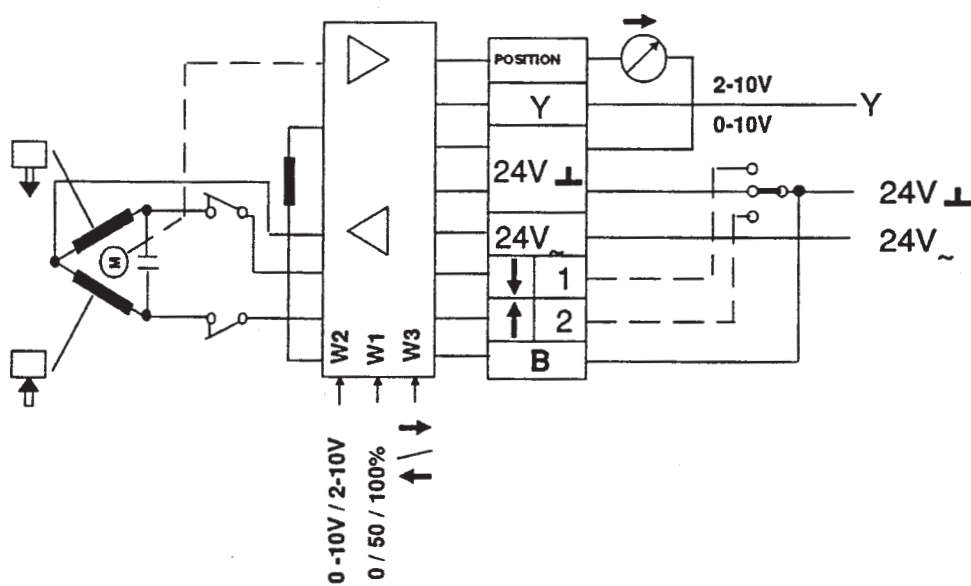 POSITION
Y
2-10V
0-10V
Y
24V ⊥
24V ⊥
24V ~
24V ~
1
2
B
M
W2
W1
W3
0-10V / 2-10V
0 / 50 / 100%